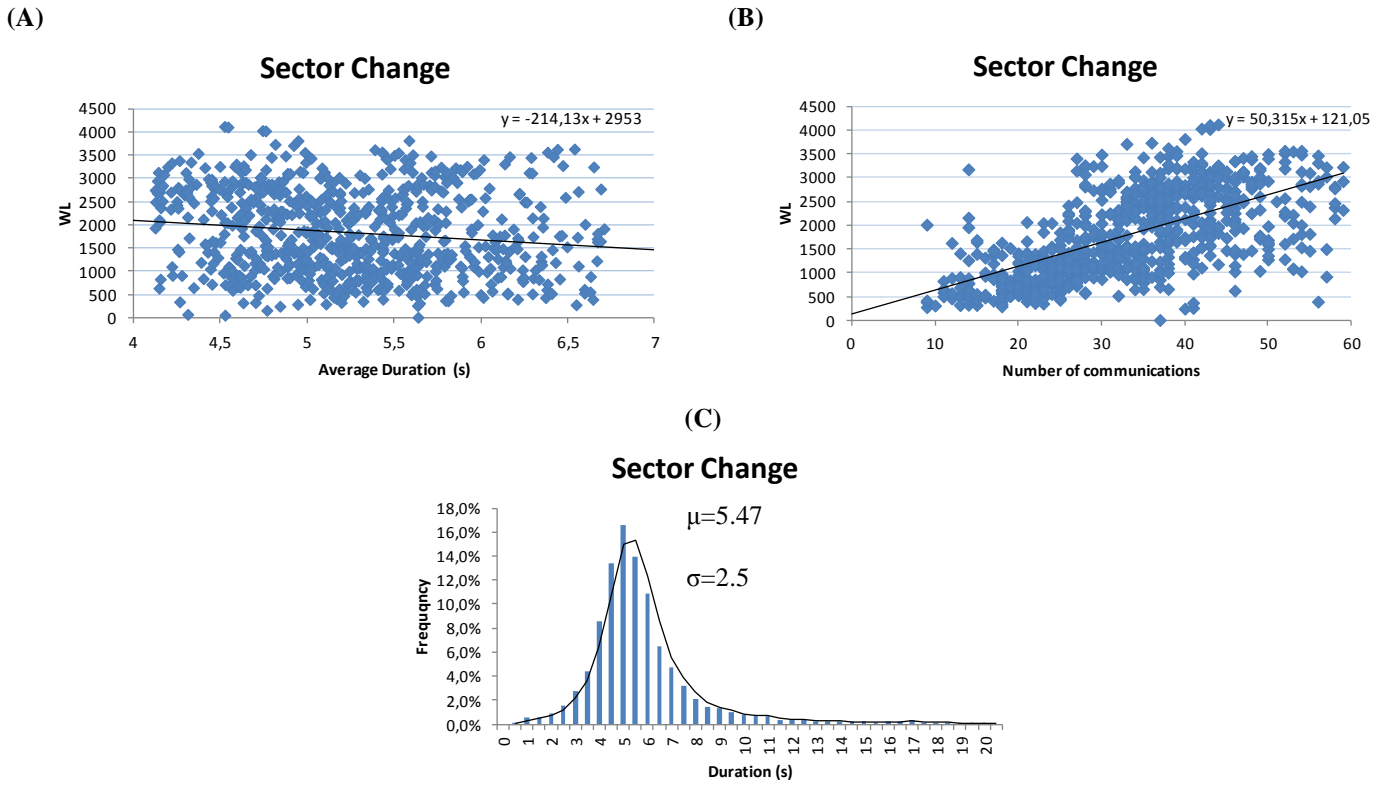 (A)
Sector Change
y = -214,13x + 2953
4500
4000
3500
3000
2500
2000
1500
1000
500
0
WL
4 4,5 5 5,5 6 6,5 7
Average Duration (s)
(B)
Sector Change
y = 50,315x + 121,05
4500
4000
3500
3000
2500
2000
1500
1000
500
0
WL
0 10 20 30 40 50 60
Number of communications
(C)
Sector Change
μ=5.47
σ=2.5
18,0%
16,0%
14,0%
12,0%
10,0%
8,0%
6,0%
4,0%
2,0%
0,0%
Frequqncy
0 1 2 3 4 5 6 7 8 9 10 11 12 13 14 15 16 17 18 19 20
Duration (s)